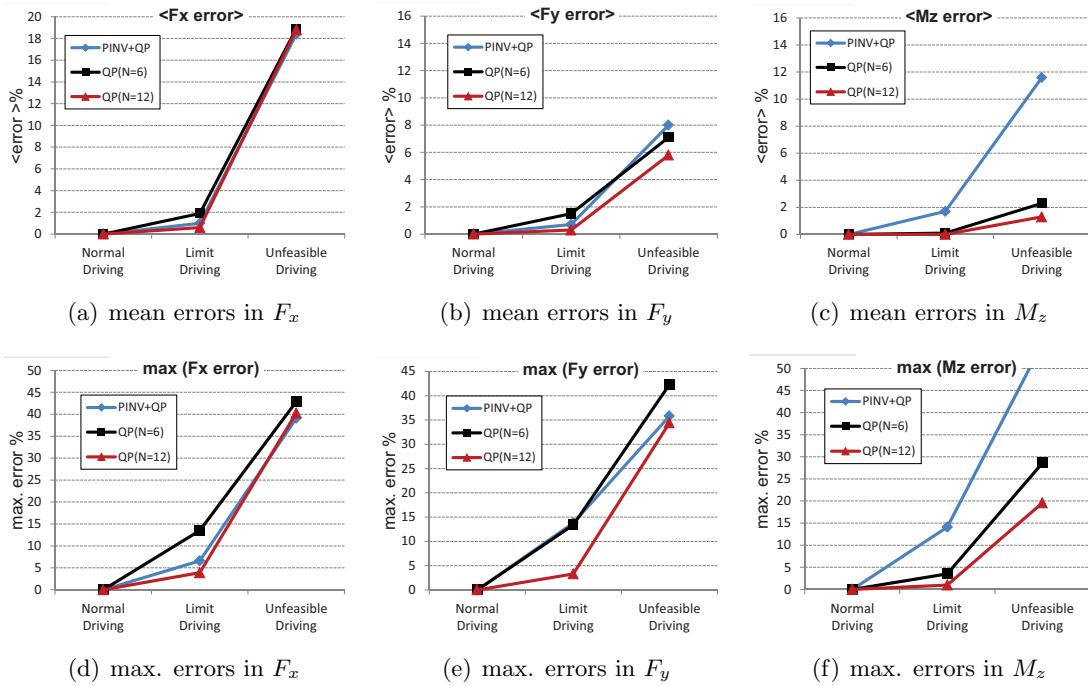 <Fx error>
<error >%
20
18
16
14
12
10
8
6
4
2
0
PINV+QP
QP(N=6)
QP(N=12)
Normal Driving
Limit Driving
Unfeasible Driving
(a) mean errors in Fx
<Fy error>
<error> %
16
14
12
10
8
6
4
2
0
PINV+QP
QP(N=6)
QP(N=12)
Normal Driving
Limit Driving
Unfeasible Driving
(b) mean errors in Fy
<Mz error>
<error> %
16
14
12
10
8
6
4
2
0
PINV+QP
QP(N=6)
QP(N=12)
Normal Driving
Limit Driving
Unfeasible Driving
(c) mean errors in Mz
max (Fx error)
max. error %
50
45
40
35
30
25
20
15
10
5
0
PINV+QP
QP(N=6)
QP(N=12)
Normal Driving
Limit Driving
Unfeasible Driving
(d) max. errors in Fx
max (Fy error)
max. error %
45
40
35
30
25
20
15
10
5
0
PINV+QP
QP(N=6)
QP(N=12)
Normal Driving
Limit Driving
Unfeasible Driving
(e) max. errors in Fy
max (Mz error)
max. error %
50
40
30
20
10
0
PINV+QP
QP(N=6)
QP(N=12)
Normal Driving
Limit Driving
Unfeasible Driving
(f) max. errors in Mz